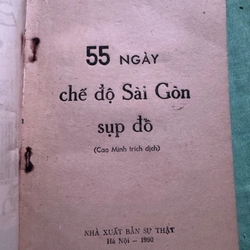 55 NGÀY
chế độ Sài Gòn
sụp đổ
(Cao Minh trích dịch)
NHÀ XUẤT BẢN SỰ THẬT
Hà Nội – 1990